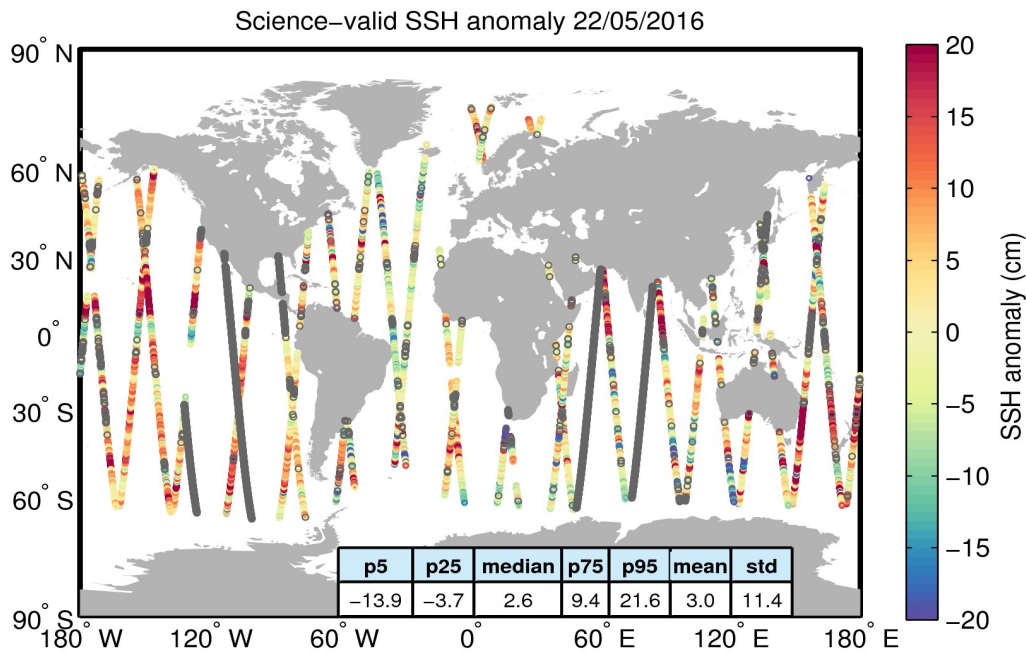 Science−valid SSH anomaly 22/05/2016
90° N
60° N
30° N
0°
30° S
60° S
90° S
180° W
120° W
60° W
0°
60° E
120° E
180° E
p5 p25 median p75 p95 mean std
−13.9 −3.7 2.6 9.4 21.6 3.0 11.4
20
15
10
5
0
−5
−10
−15
−20
SSH anomaly (cm)